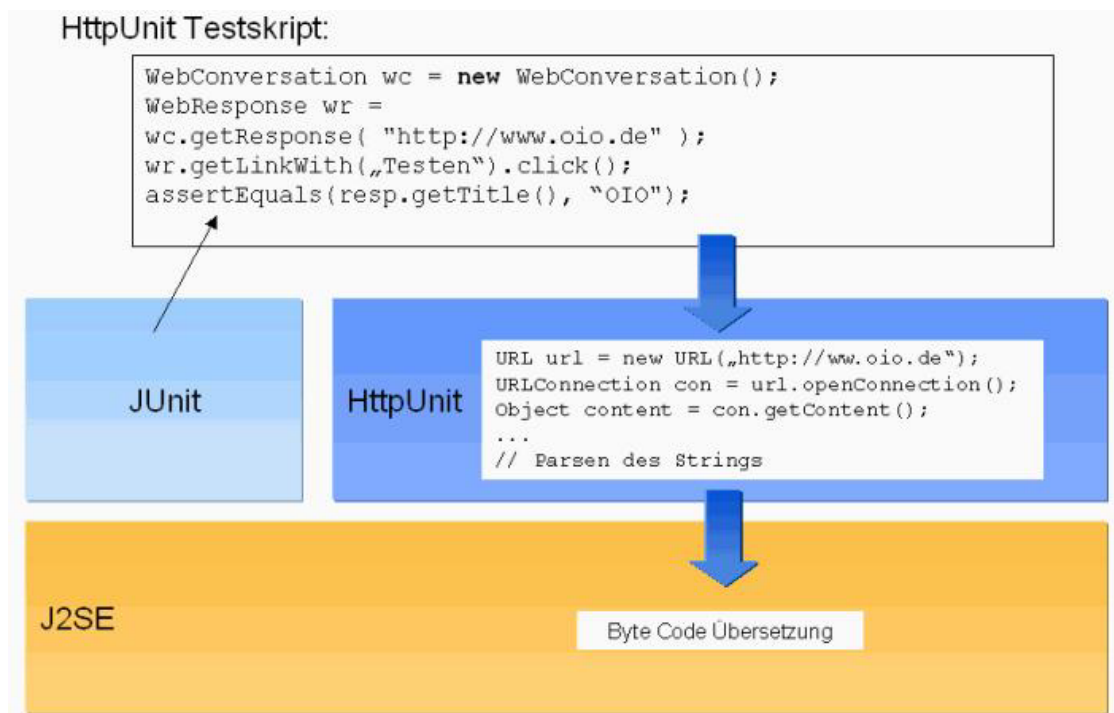 HttpUnit Testskript:
WebConversation wc = new WebConversation();
WebResponse wr =
wc.getResponse( "http://www.oio.de" );
wr.getLinkWith(„Testen“).click();
assertEquals(resp.getTitle(), “OIO");
JUnit
HttpUnit
URL url = new URL(„http://ww.oio.de“);
URLConnection con = url.openConnection();
Object content = con.getContent();
...
// Parsen des Strings
J2SE
Byte Code Übersetzung